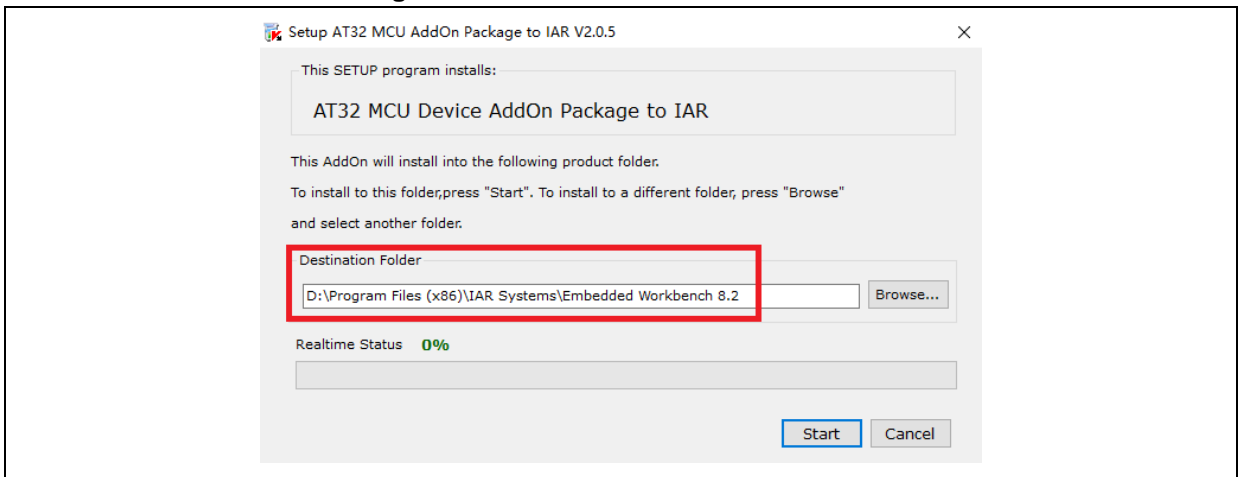 Setup AT32 MCU AddOn Package to IAR V2.0.5
This SETUP program installs:
AT32 MCU Device AddOn Package to IAR
This AddOn will install into the following product folder.
To install to this folder,press "Start". To install to a different folder, press "Browse"
and select another folder.
Destination Folder
D:\Program Files (x86)\IAR Systems\Embedded Workbench 8.2
Browse...
Realtime Status 0%
Start Cancel